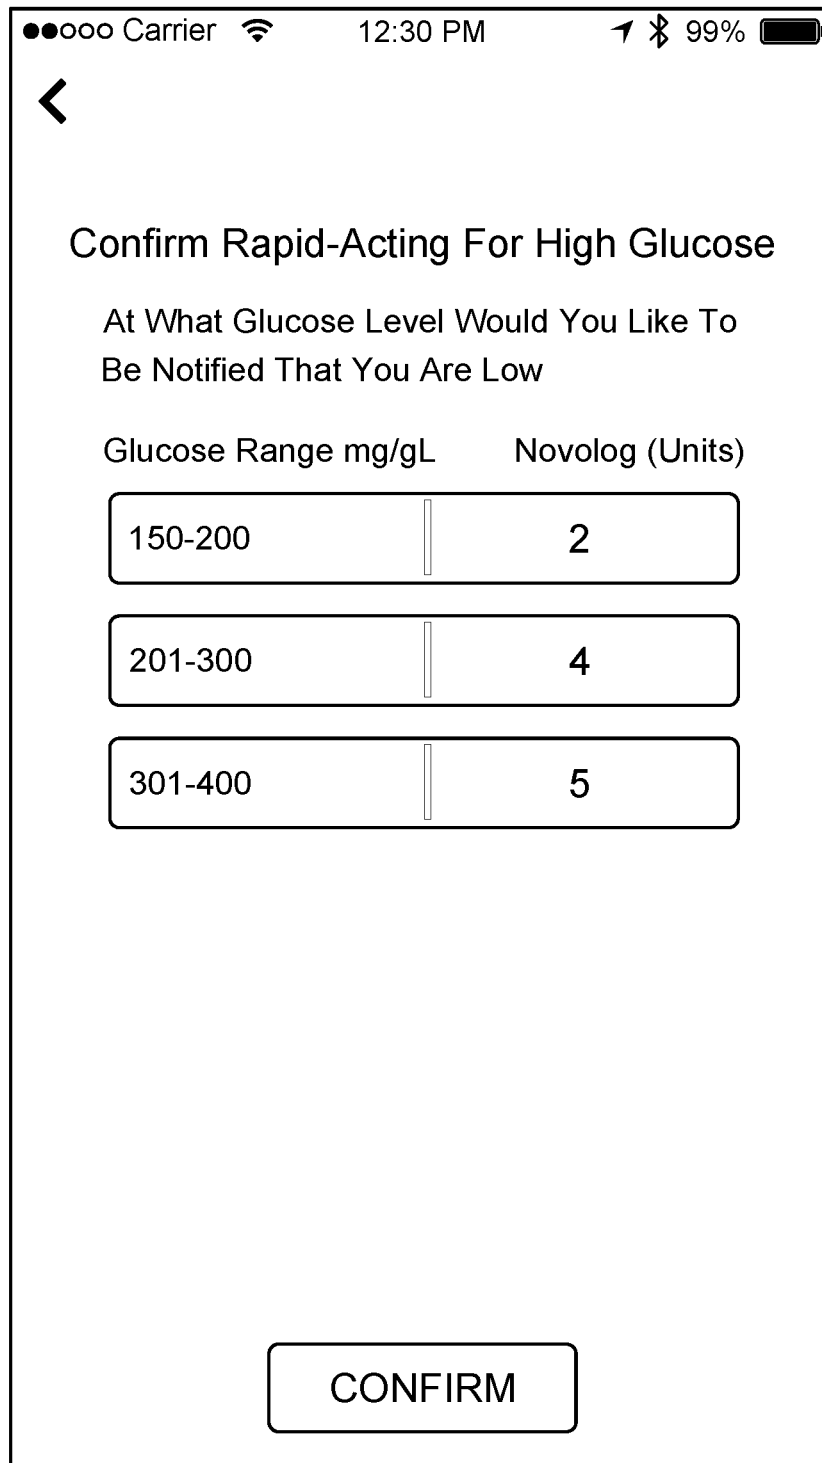 Carrier 12:30 PM 99%
Confirm Rapid-Acting For High Glucose
At What Glucose Level Would You Like To
Be Notified That You Are Low
Glucose Range mg/gL Novolog (Units)
150-200 2
201-300 4
301-400 5
CONFIRM